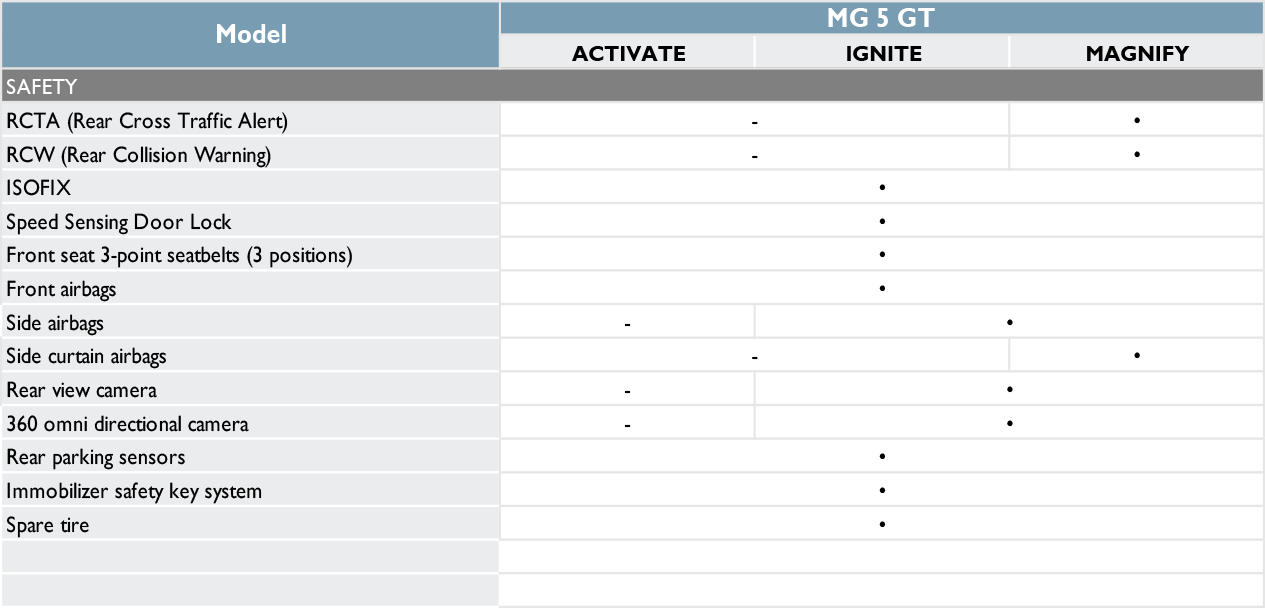 Model MG 5 GT
ACTIVATE IGNITE MAGNIFY
SAFETY
RCTA (Rear Cross Traffic Alert) - •
RCW (Rear Collision Warning) - •
ISOFIX •
Speed Sensing Door Lock •
Front seat 3-point seatbelts (3 positions) •
Front airbags •
Side airbags - •
Side curtain airbags - •
Rear view camera - •
360 omni directional camera - •
Rear parking sensors •
Immobilizer safety key system •
Spare tire •